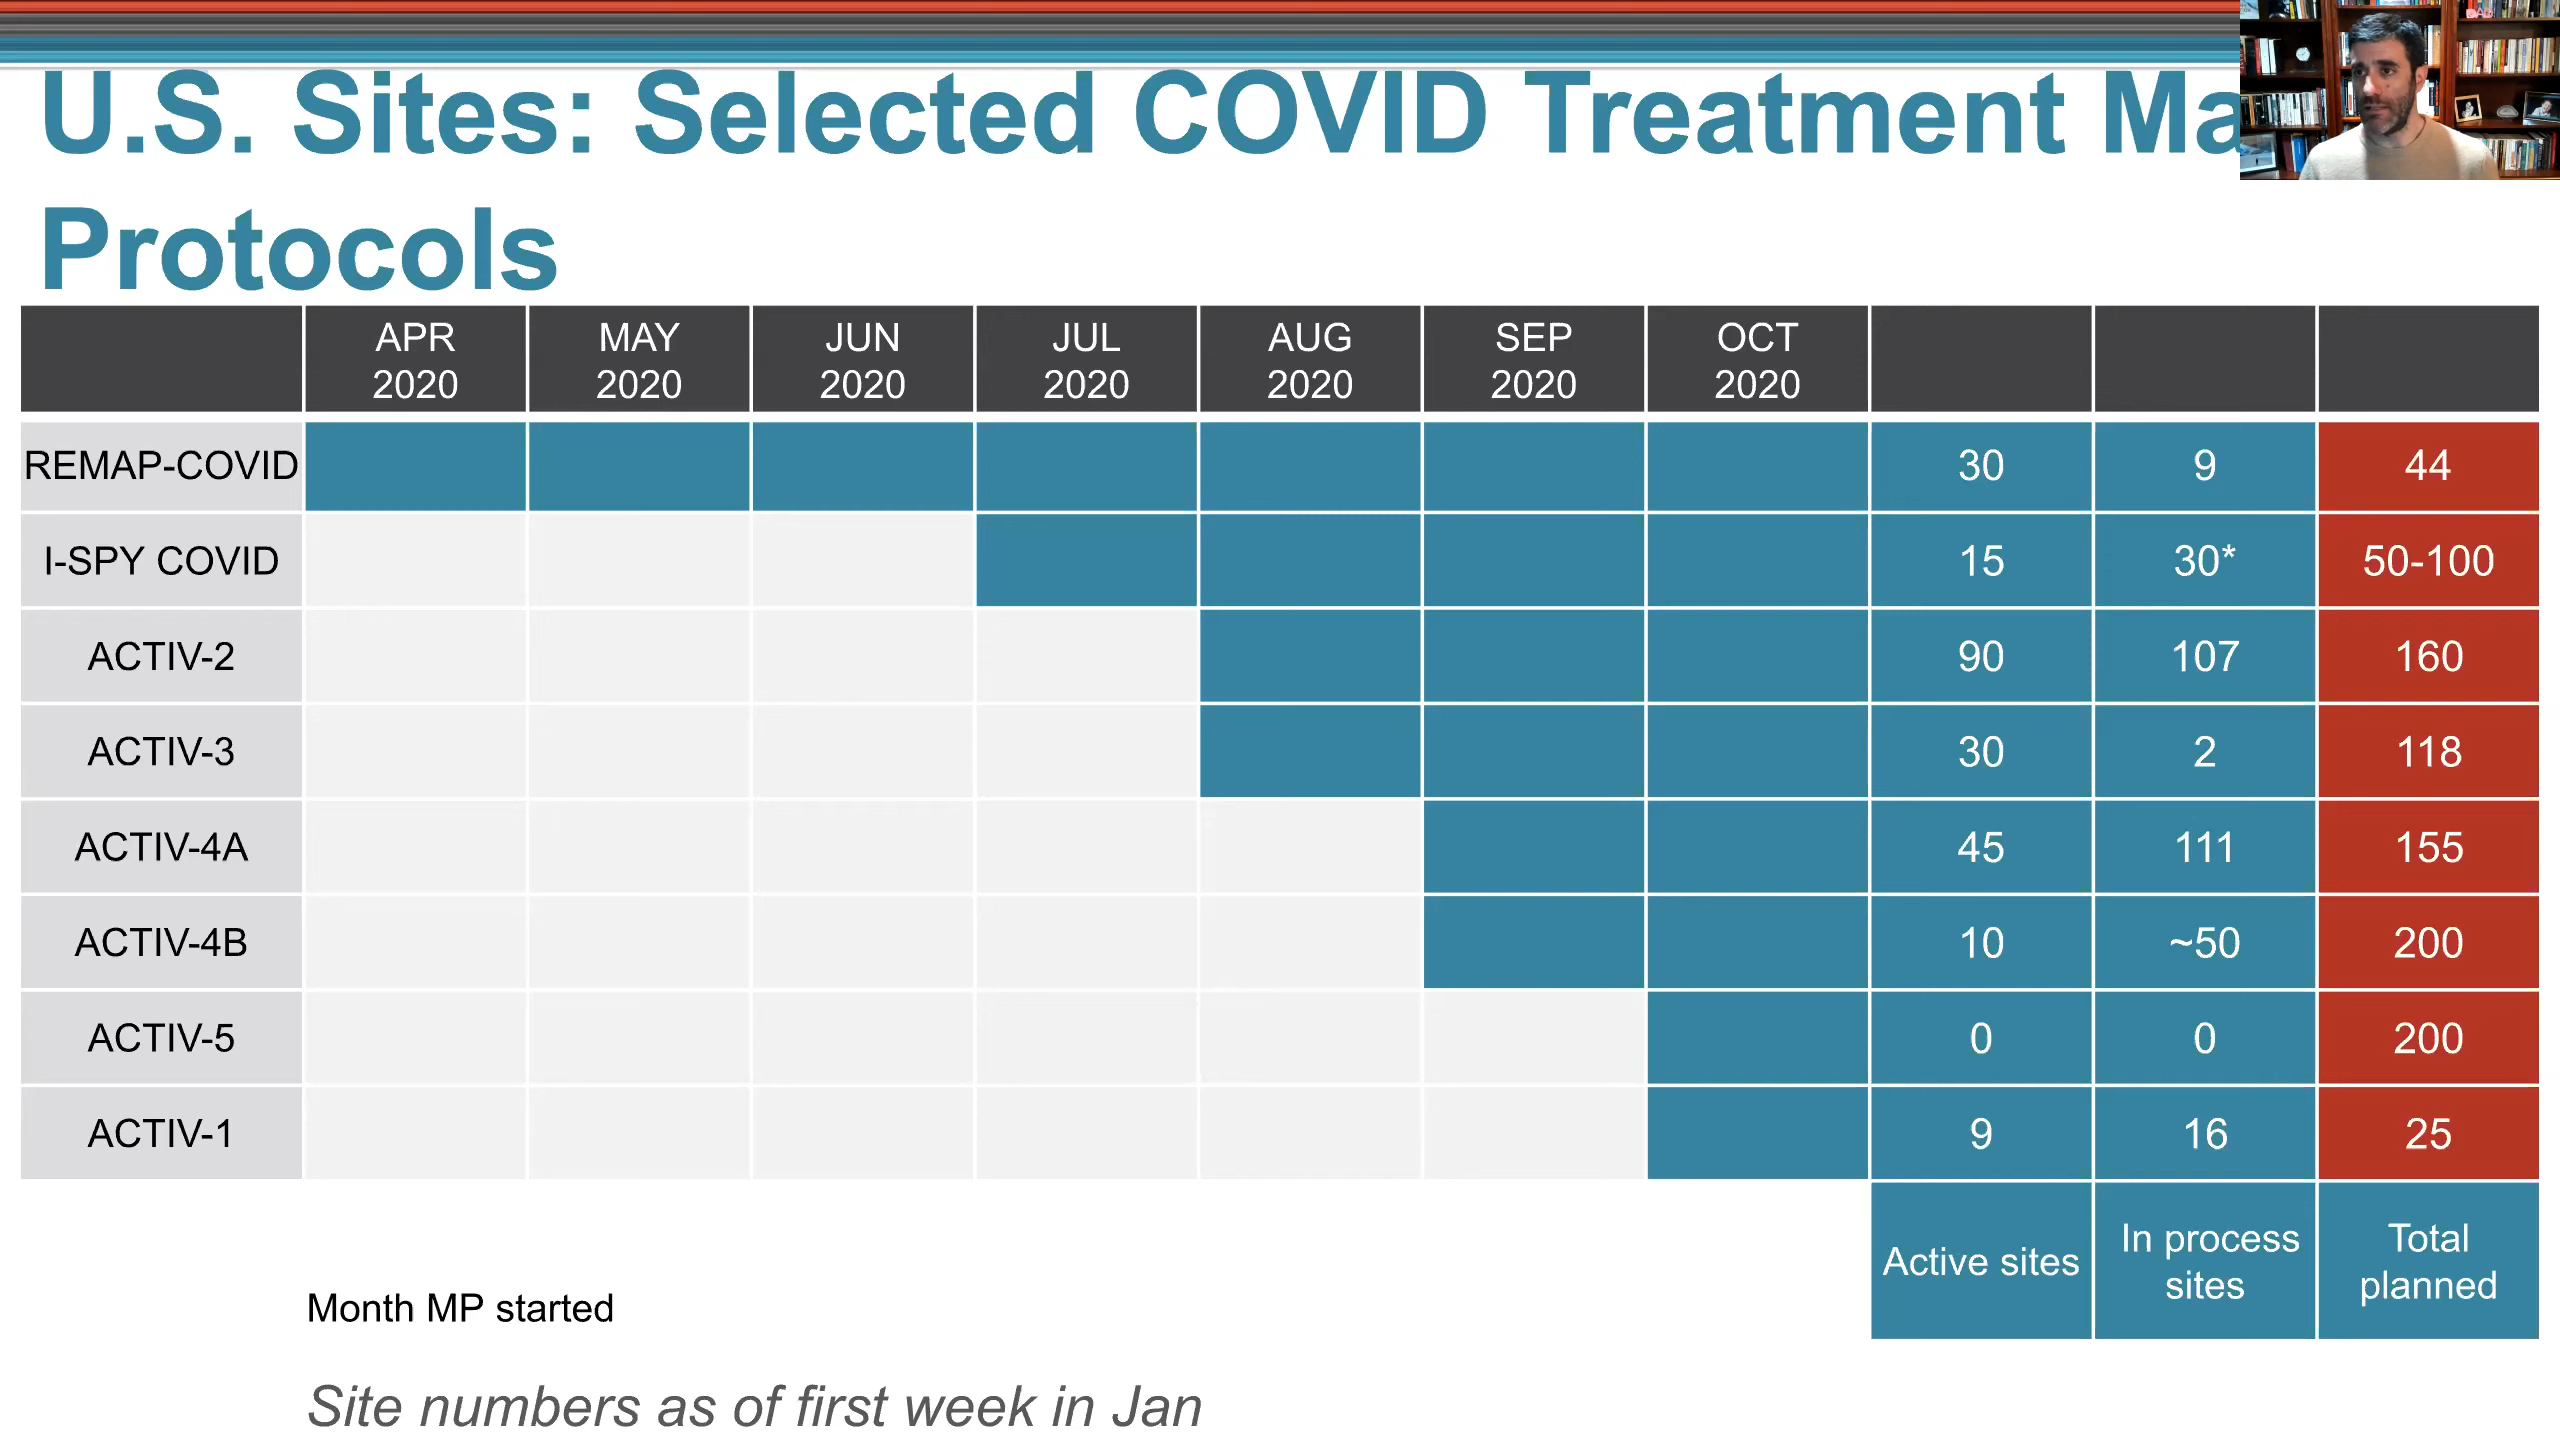 U.S. Sites: Selected COVID Treatment Ma
Protocols
APR 2020 MAY 2020 JUN 2020 JUL 2020 AUG 2020 SEP 2020 OCT 2020
REMAP-COVID 30 9 44
I-SPY COVID 15 30* 50-100
ACTIV-2 90 107 160
ACTIV-3 30 2 118
ACTIV-4A 45 111 155
ACTIV-4B 10 ~50 200
ACTIV-5 0 0 200
ACTIV-1 9 16 25
Active sites In process sites Total planned
Month MP started
Site numbers as of first week in Jan